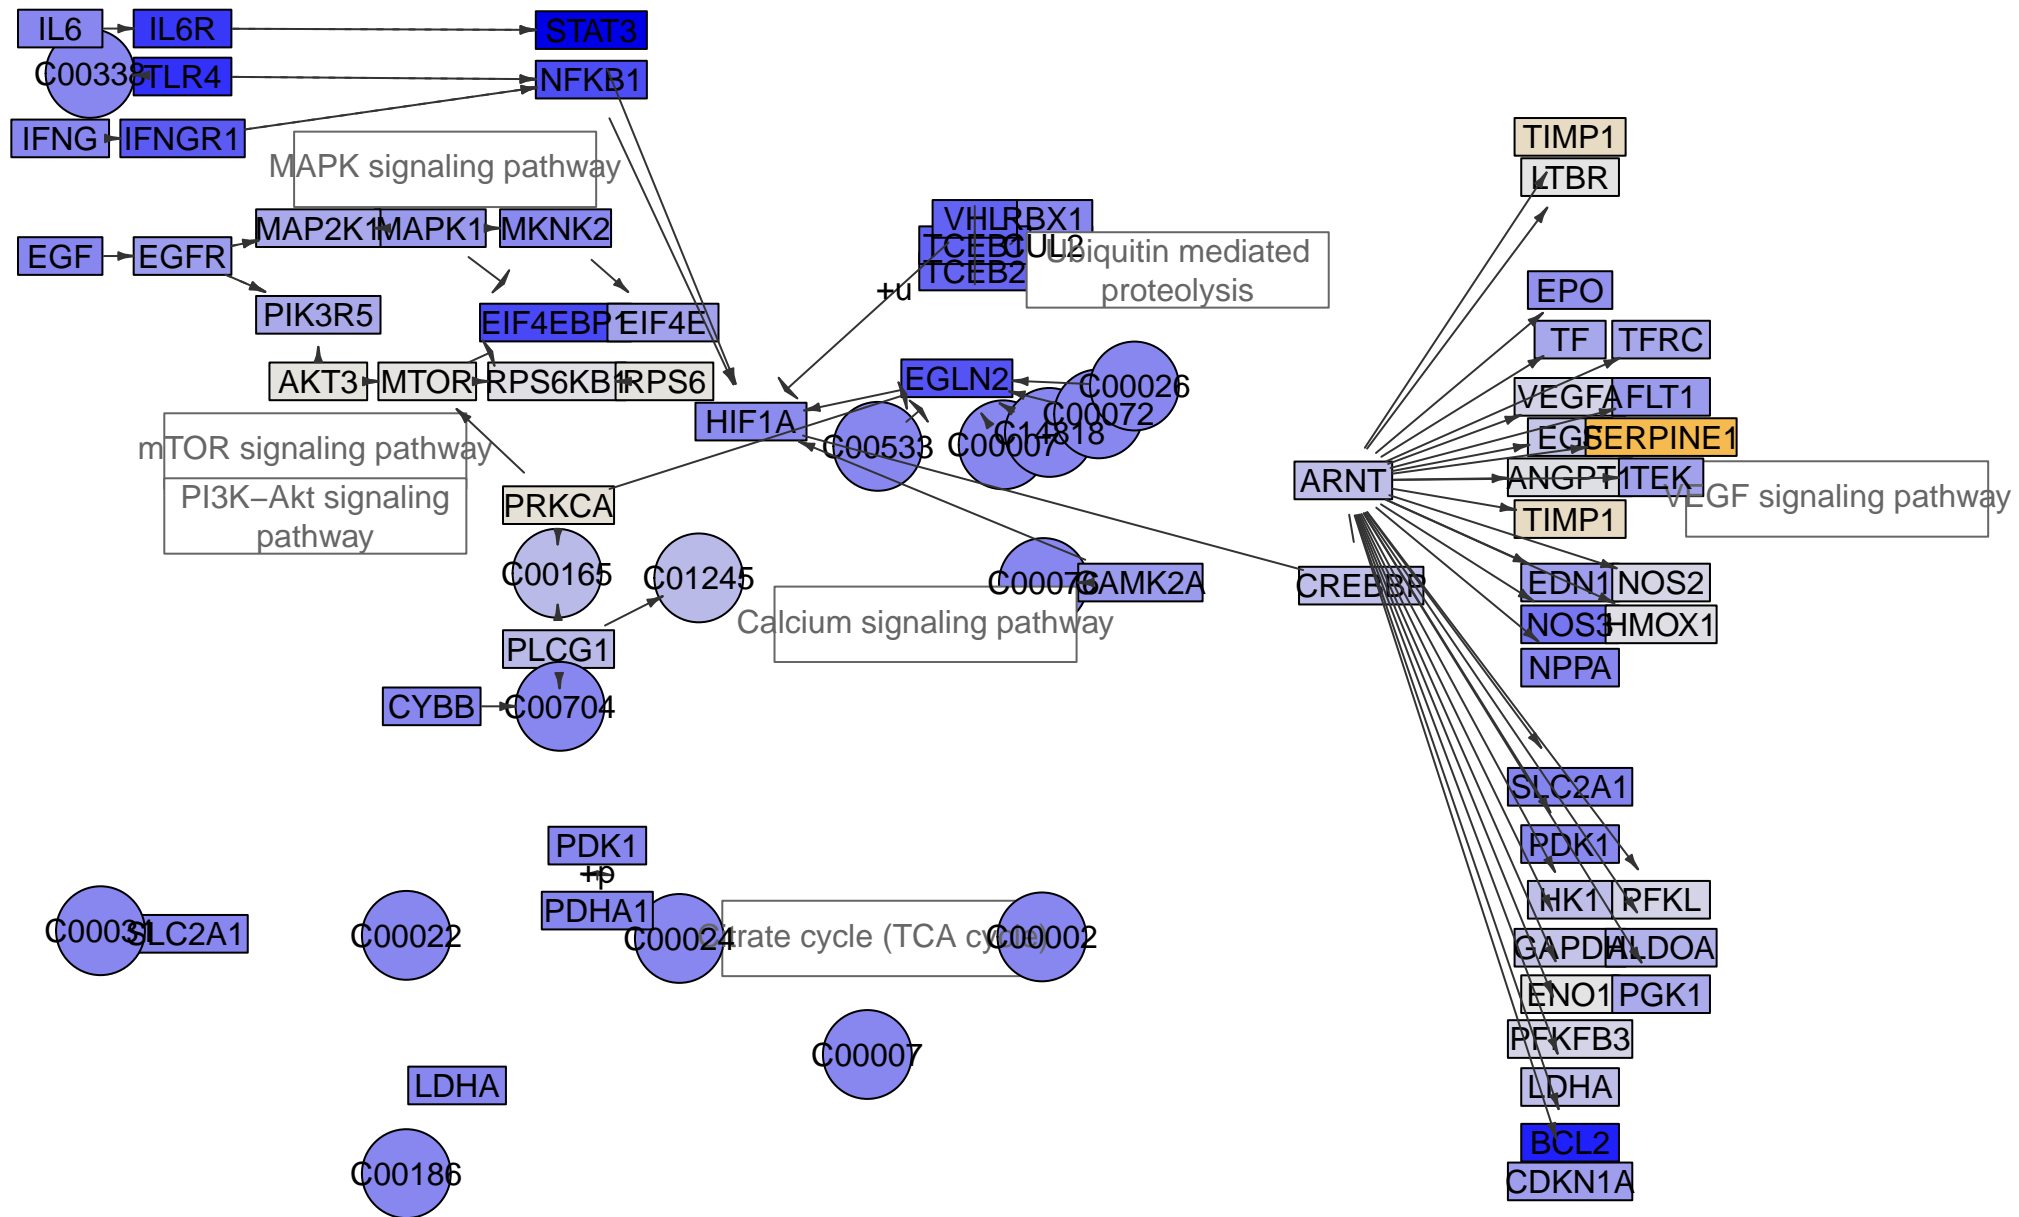 IL6
IL6R
STAT3
C00338
TLR4
NFKB1
IFNG
IFNGR1
MAPK signaling pathway
TIMP1
LTBR
MAP2K1
MAPK1
MKNK2
VHL
RBX1
EGF
EGFR
TCEB1
CUL2
TCEB2
Ubiquitin mediated
proteolysis
+u
EPO
PIK3R5
EIF4EBP1
EIF4E
TF
TFRC
AKT3
MTOR
RPS6KB1
RPS6
EGLN2
C00026
HIF1A
C00072
C14818
C00007
C00533
VEGFA
FLT1
EGF
SERPINE1
mTOR signaling pathway
PI3K–Akt signaling
pathway
ARNT
ANGPT1
TEK
VEGF signaling pathway
PRKCA
TIMP1
C00165
C01245
C00076
CAMK2A
CREBBP
EDN1
NOS2
Calcium signaling pathway
NOS3
HMOX1
PLCG1
NPPA
CYBB
C00704
SLC2A1
PDK1
+p
PDK1
PDHA1
HK1
PFKL
C00031
SLC2A1
C00022
C00024
Citrate cycle (TCA cycle)
C00002
GAPDH
ALDOA
ENO1
PGK1
PFKFB3
C00007
LDHA
LDHA
BCL2
C00186
CDKN1A